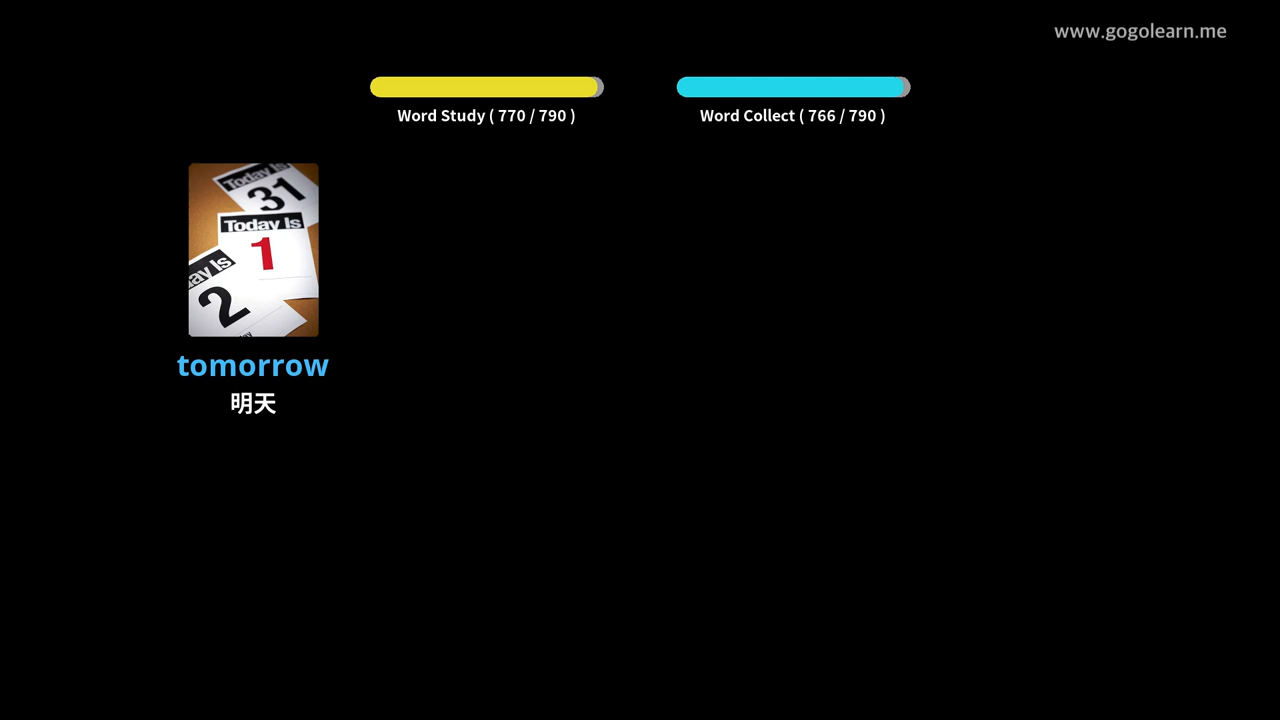 www.gogolearn.me
Word Study ( 770 / 790 )
Word Collect ( 766 / 790 )
Today Is
31
Today Is
1
ay Is
2
tomorrow
明天